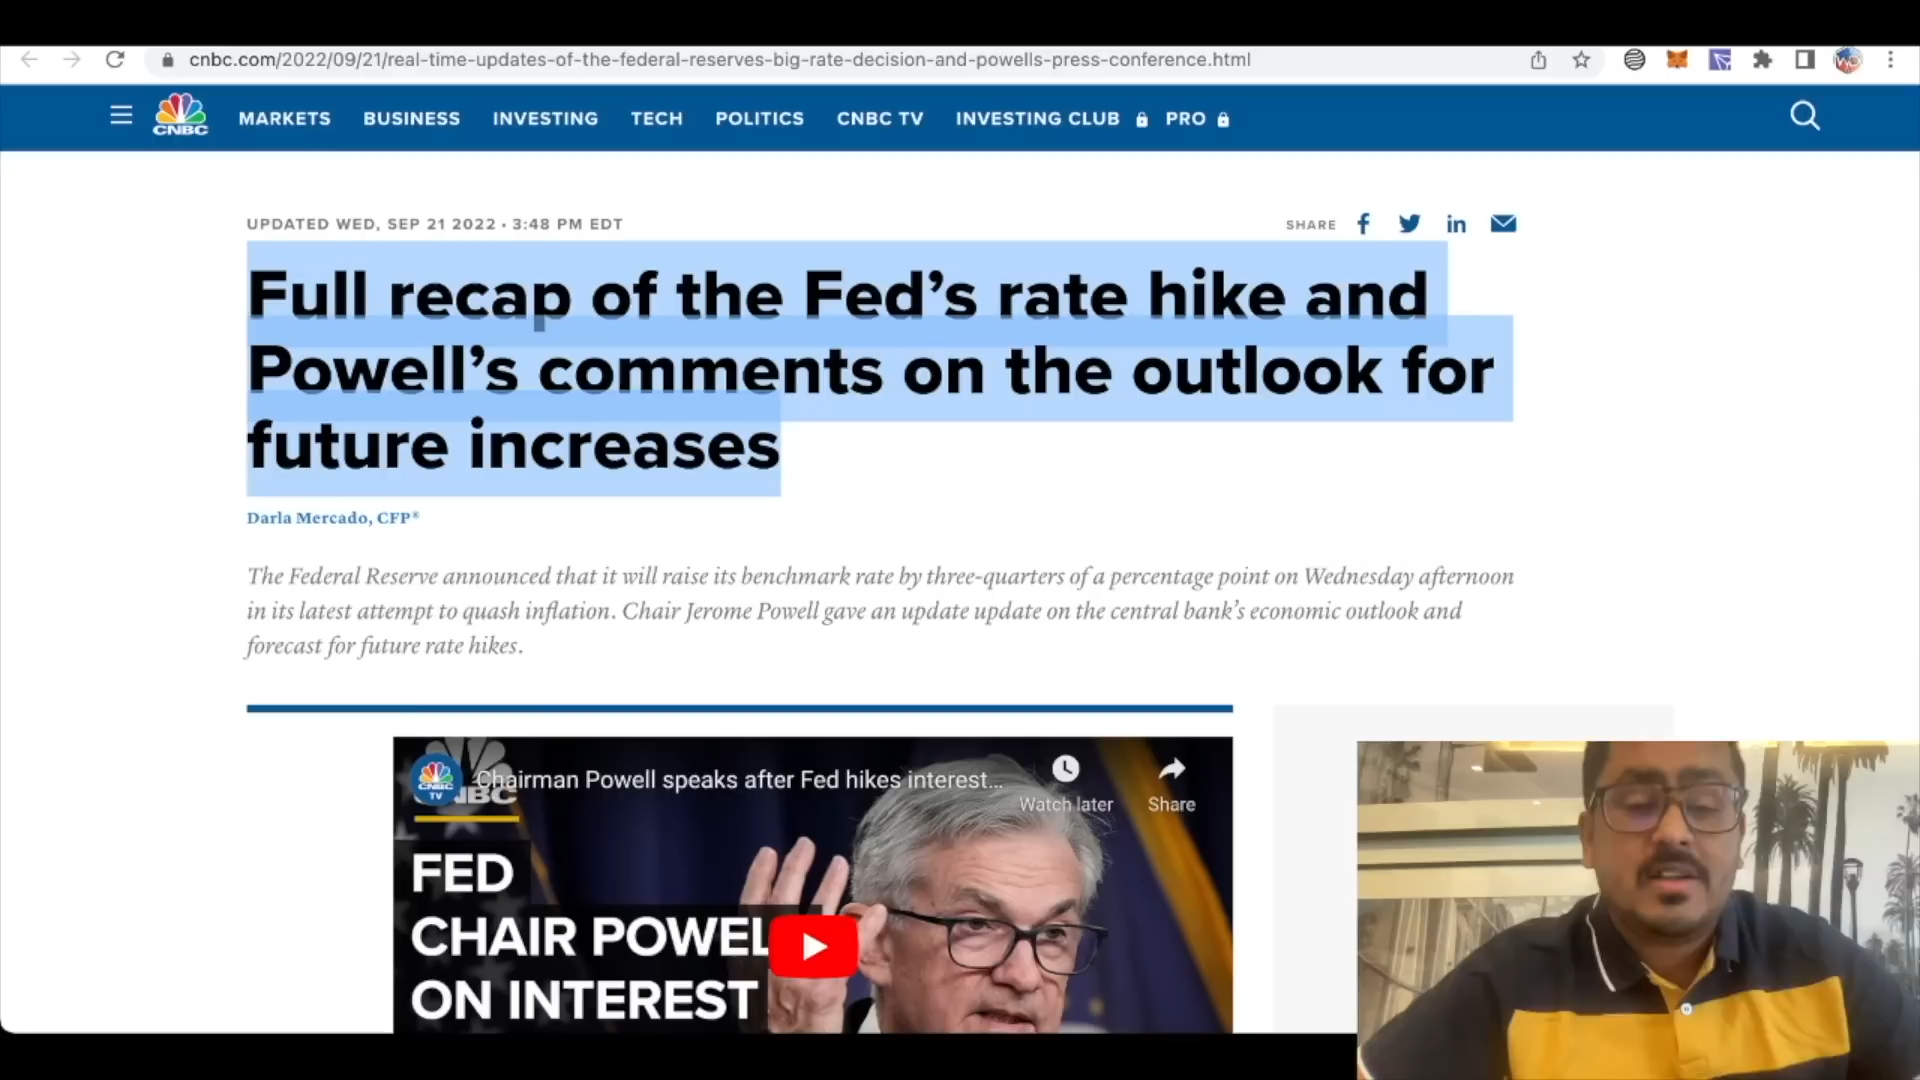 cnbc.com/2022/09/21/real-time-updates-of-the-federal-reserves-big-rate-decision-and-powells-press-conference.html
CNBC
MARKETS BUSINESS INVESTING TECH POLITICS CNBC TV INVESTING CLUB PRO
UPDATED WED, SEP 21 2022 • 3:48 PM EDT
SHARE
Full recap of the Fed’s rate hike and
Powell’s comments on the outlook for
future increases
Darla Mercado, CFP®
The Federal Reserve announced that it will raise its benchmark rate by three-quarters of a percentage point on Wednesday afternoon
in its latest attempt to quash inflation. Chair Jerome Powell gave an update update on the central bank’s economic outlook and
forecast for future rate hikes.
CNBC
TV
CNBC
Chairman Powell speaks after Fed hikes interest...
Watch later
Share
FED
CHAIR POWEL
ON INTEREST